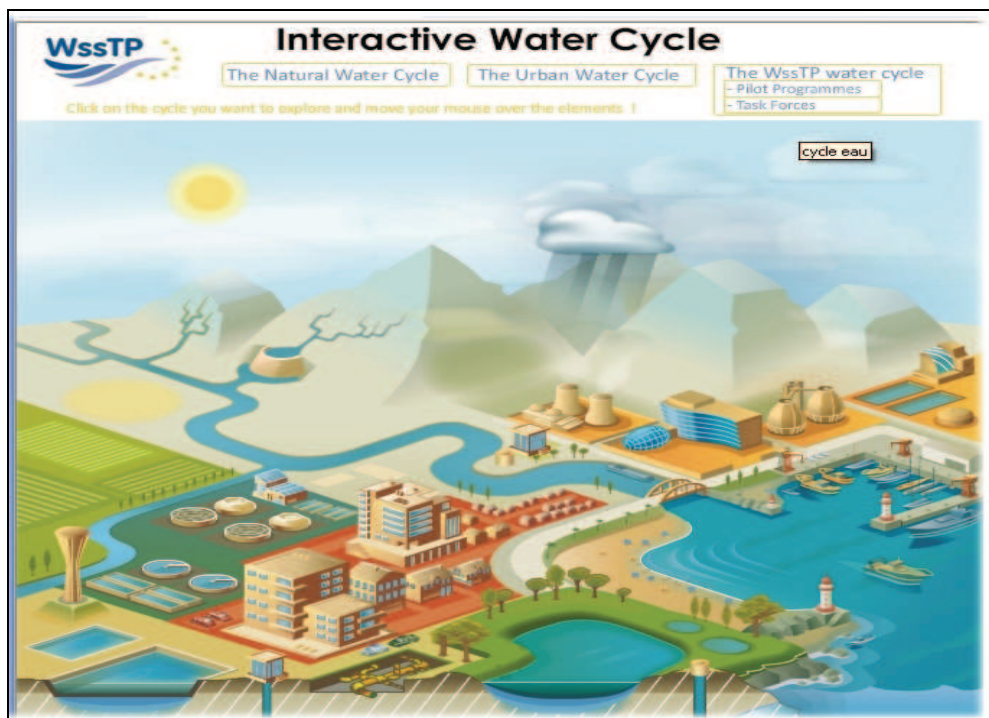 WssTP
Interactive Water Cycle
The Natural Water Cycle
The Urban Water Cycle
The WssTP water cycle
- Pilot Programmes
- Task Forces
Click on the cycle you want to explore and move your mouse over the elements !
cycle eau